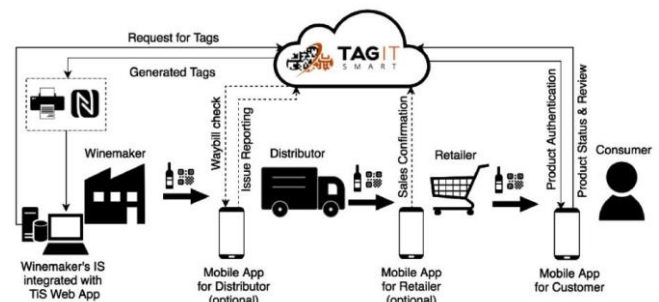 Request for Tags
TAGIT
SMART
Generated Tags
Winemaker
Waybill check
Issue Reporting
Distributor
Sales Confirmation
Retailer
Product Authentication
Product Status & Review
Consumer
Winemaker's IS
integrated with
TiS Web App
Mobile App
for Distributor
(optional)
Mobile App
for Retailer
(optional)
Mobile App
for Customer